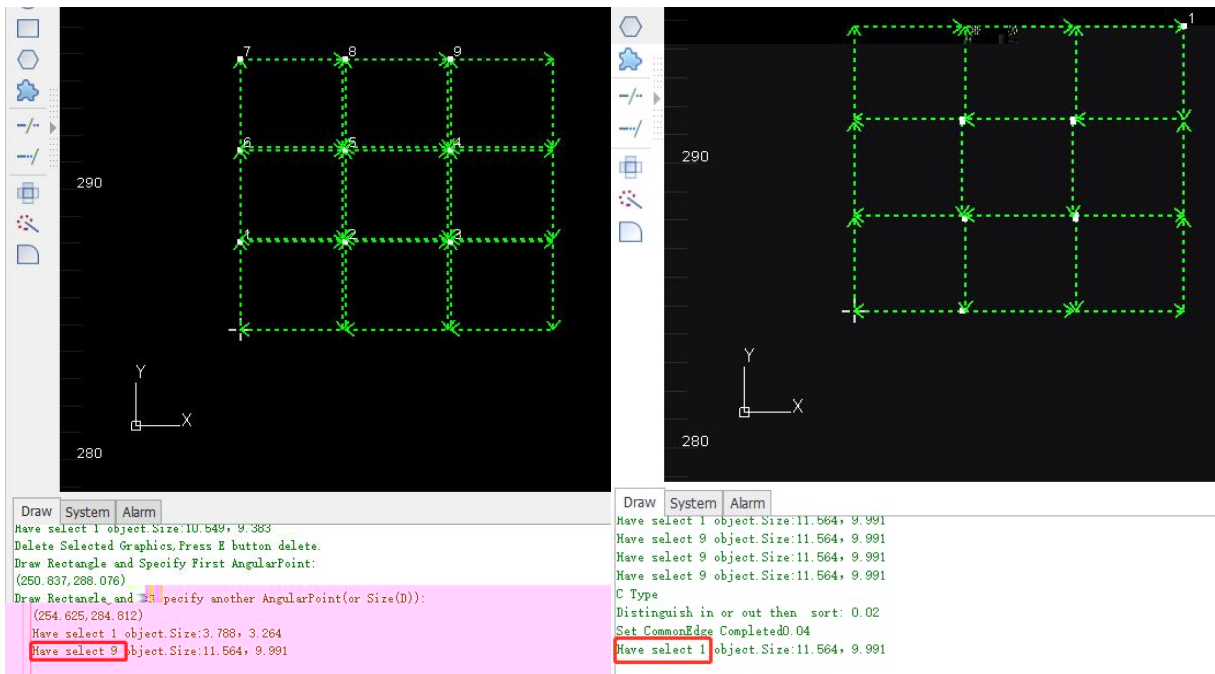 7 8 9
6 5 4
290
1 2 3
Y
X
280
Draw System Alarm
Have select 1 object.Size:10.549, 9.383
Delete Selected Graphics,Press E button delete.
Draw Rectangle and Specify First AngularPoint:
(250.837,288.076)
Draw Rectangle and pecify another AngularPoint(or Size(D)):
(254.625,284.812)
Have select 1 object.Size:3.788, 3.264
Have select 9 object.Size:11.564, 9.991
1
290
Y
X
280
Draw System Alarm
Have select 1 object.Size:11.564, 9.991
Have select 9 object.Size:11.564, 9.991
Have select 9 object.Size:11.564, 9.991
Have select 9 object.Size:11.564, 9.991
C Type
Distinguish in or out then sort: 0.02
Set CommonEdge Completed0.04
Have select 1 object.Size:11.564, 9.991